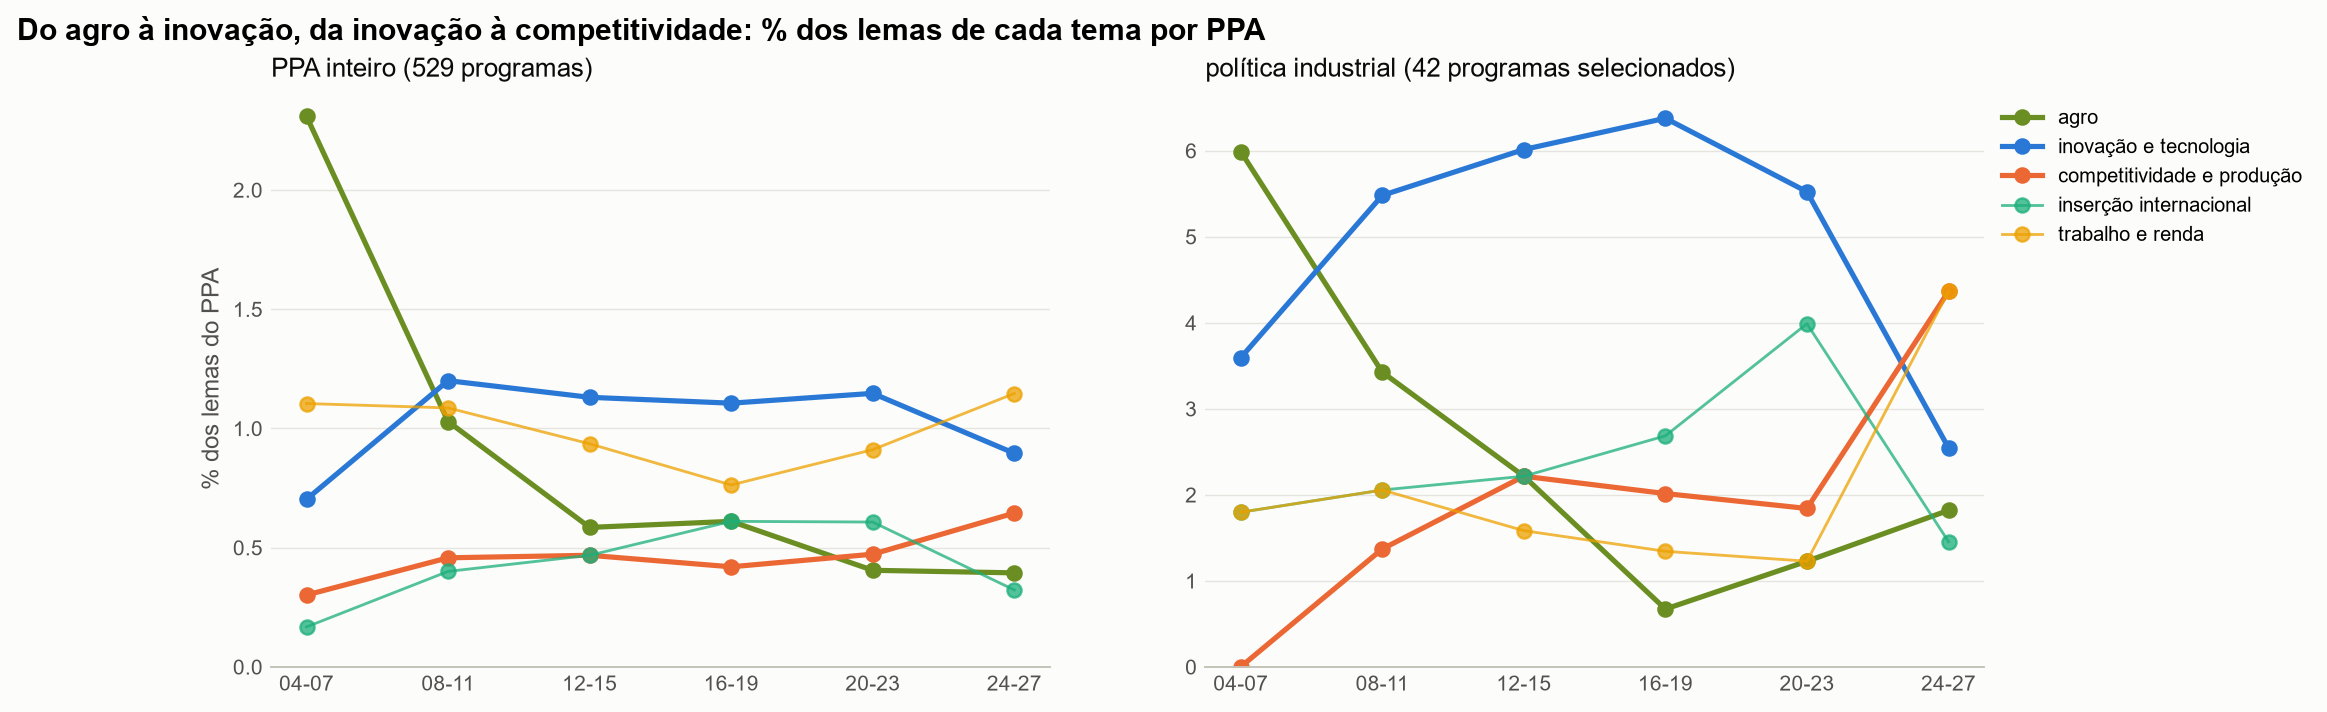 Do agro à inovação, da inovação à competitividade: % dos lemas de cada tema por PPA
PPA inteiro (529 programas)
% dos lemas do PPA
2.0
1.5
1.0
0.5
0.0
04-07 08-11 12-15 16-19 20-23 24-27
política industrial (42 programas selecionados)
6
5
4
3
2
1
0
04-07 08-11 12-15 16-19 20-23 24-27
agro
inovação e tecnologia
competitividade e produção
inserção internacional
trabalho e renda